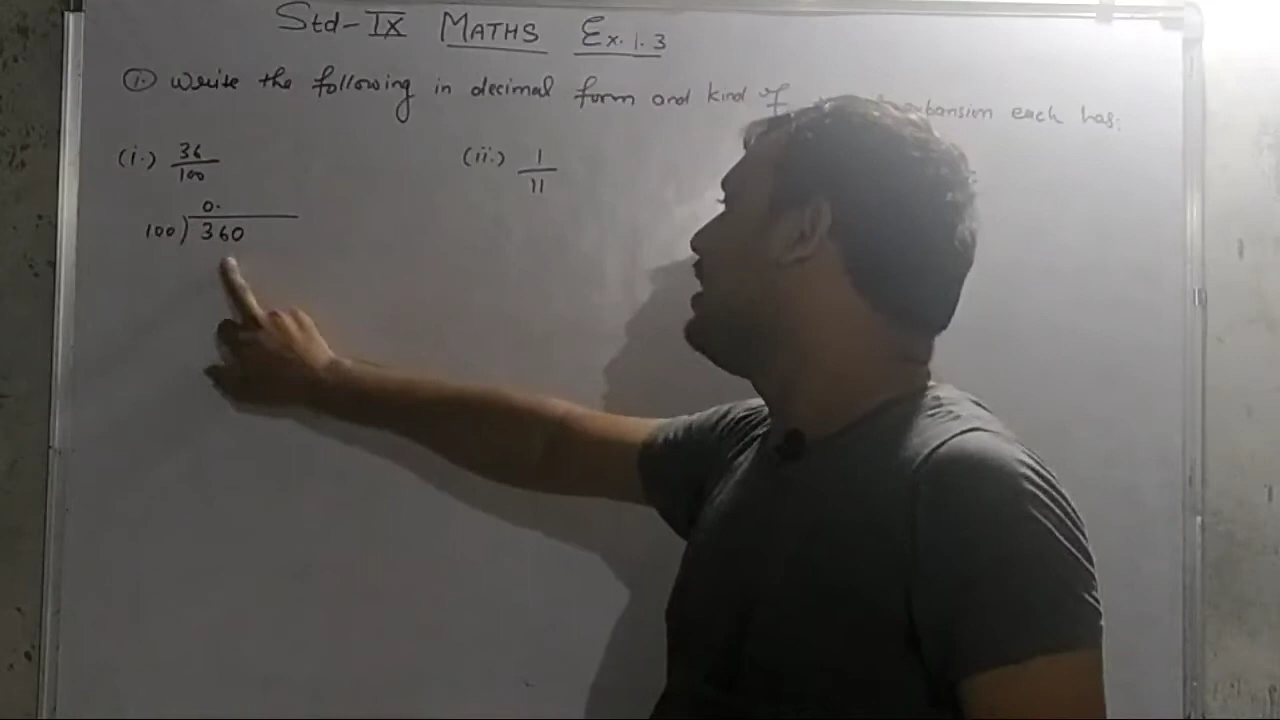 Std-IX MATHS Ex.1.3
① Write the following in decimal form and kind of each has:
(i.) 36/100 (ii.) 1/11
0.
100)360